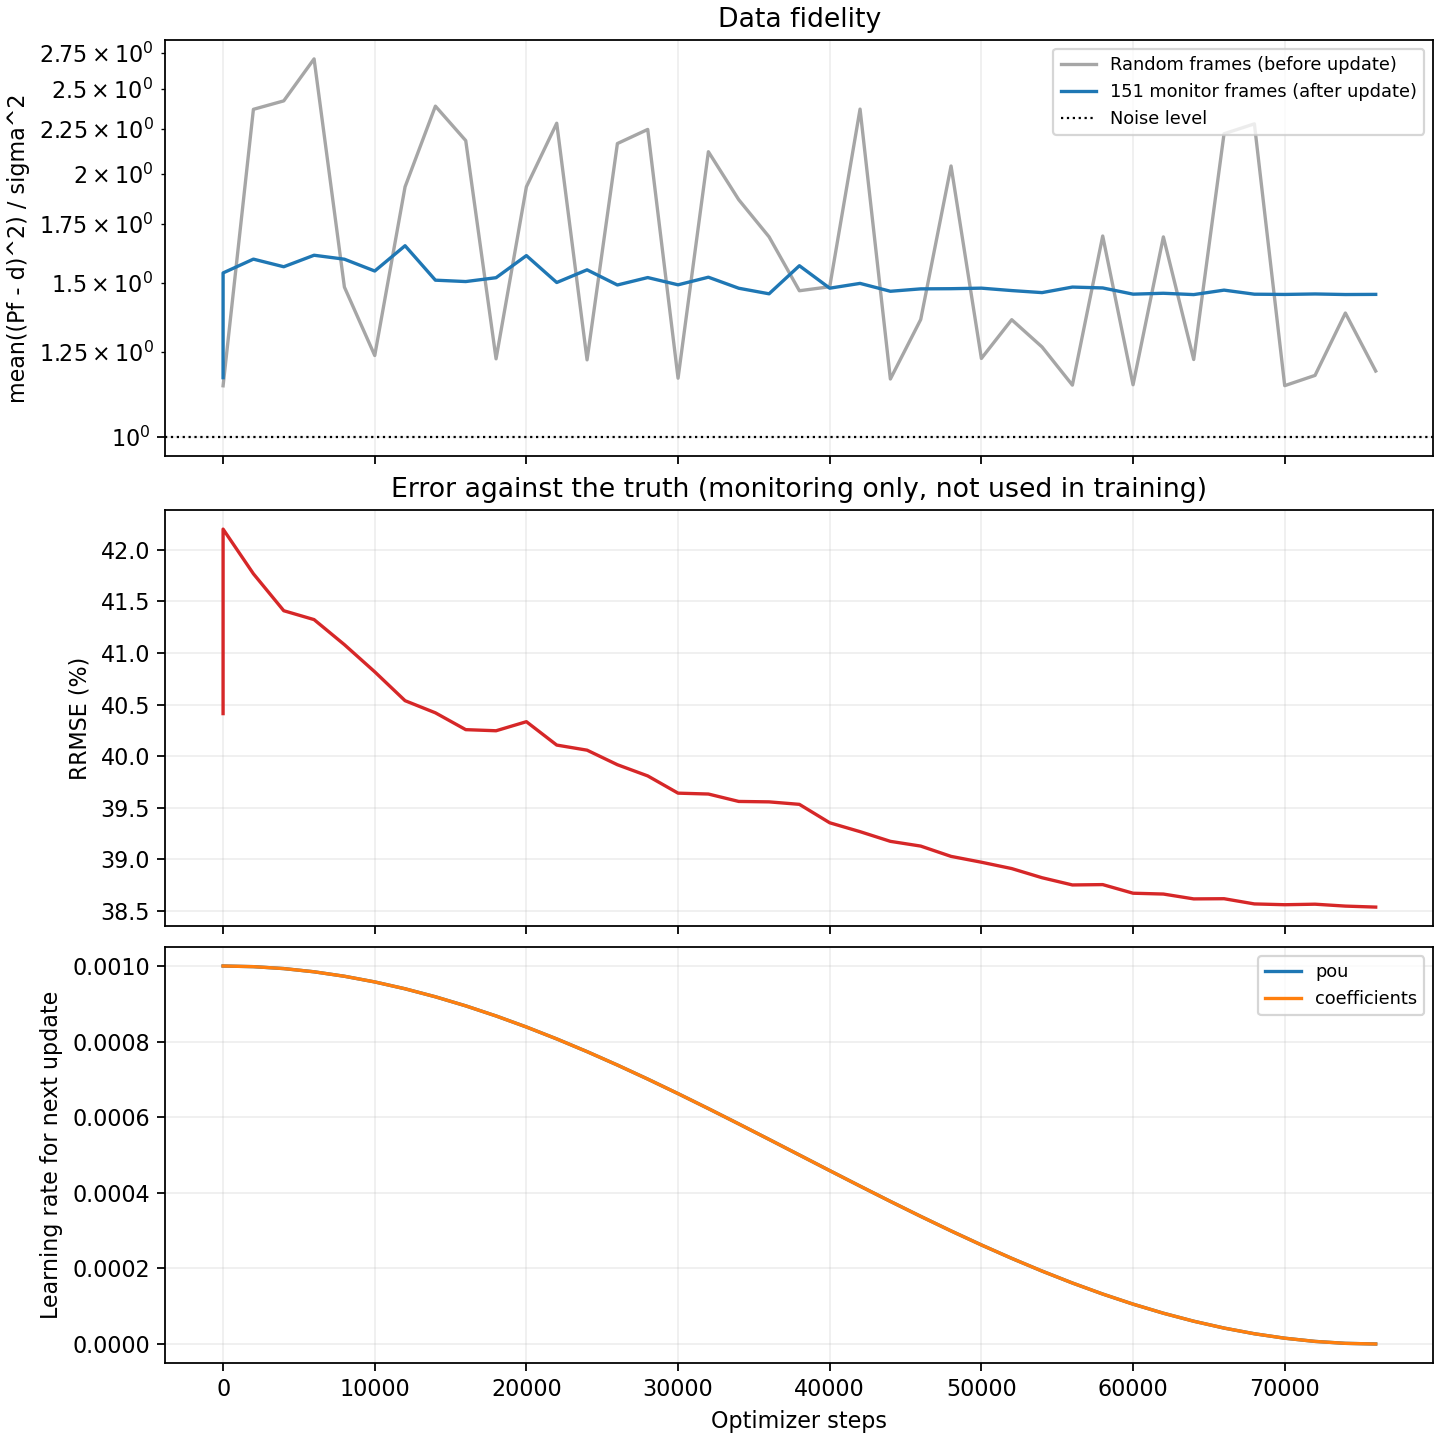 Data fidelity
mean((Pf - d)^2) / sigma^2
2.75 × 10⁰
2.5 × 10⁰
2.25 × 10⁰
2 × 10⁰
1.75 × 10⁰
1.5 × 10⁰
1.25 × 10⁰
10⁰
Random frames (before update)
151 monitor frames (after update)
Noise level
Error against the truth (monitoring only, not used in training)
RRMSE (%)
42.0
41.5
41.0
40.5
40.0
39.5
39.0
38.5
Learning rate for next update
0.0010
0.0008
0.0006
0.0004
0.0002
0.0000
pou
coefficients
0 10000 20000 30000 40000 50000 60000 70000
Optimizer steps